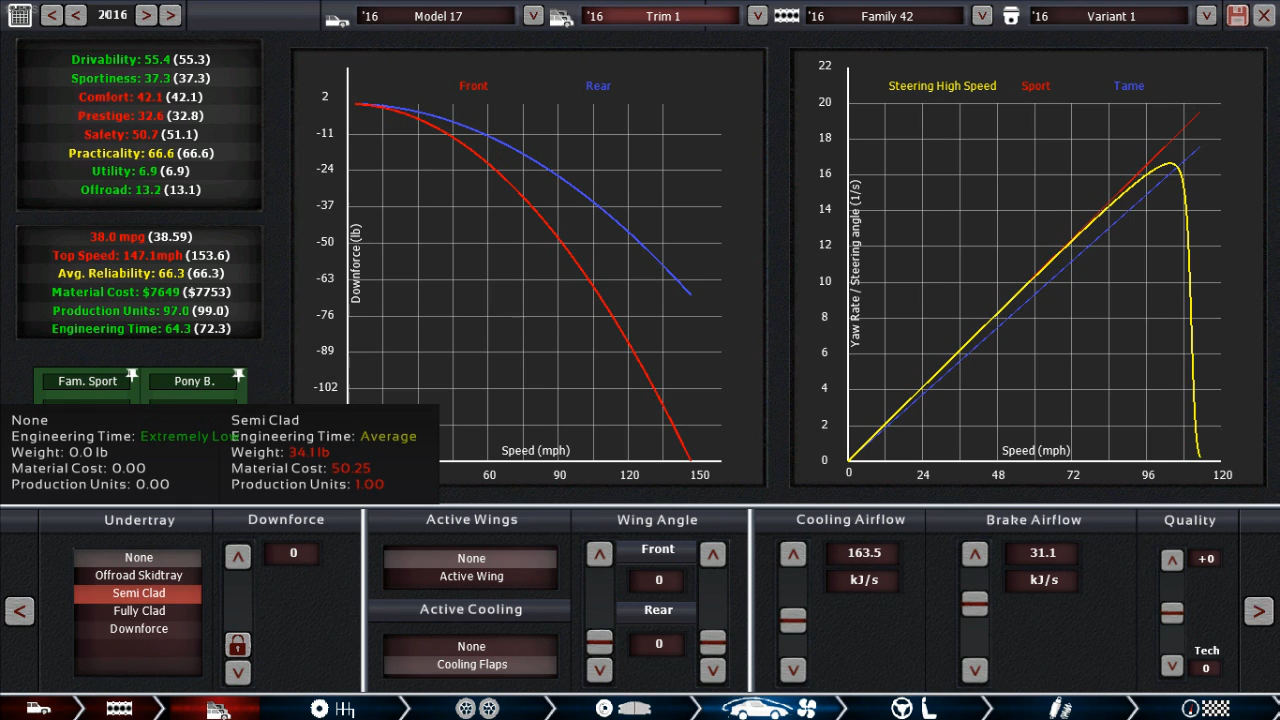 2016
'16 Model 17
'16 Trim 1
'16 Family 42
'16 Variant 1
Drivability: 55.4 (55.3)
Sportiness: 37.3 (37.3)
Comfort: 42.1 (42.1)
Prestige: 32.6 (32.8)
Safety: 50.7 (51.1)
Practicality: 66.6 (66.6)
Utility: 6.9 (6.9)
Offroad: 13.2 (13.1)
38.0 mpg (38.59)
Top Speed: 147.1mph (153.6)
Avg. Reliability: 66.3 (66.3)
Material Cost: $7649 ($7753)
Production Units: 97.0 (99.0)
Engineering Time: 64.3 (72.3)
Fam. Sport
Pony B.
None
Engineering Time: Extremely Low
Weight: 0.0 lb
Material Cost: 0.00
Production Units: 0.00
Semi Clad
Engineering Time: Average
Weight: 34.1 lb
Material Cost: 50.25
Production Units: 1.00
Front
Rear
2
-11
-24
-37
-50
-63
-76
-89
-102
Downforce (lb)
Speed (mph)
60
90
120
150
Steering High Speed
Sport
Tame
22
20
18
16
14
12
10
8
6
4
2
0
Yaw Rate / Steering angle (1/s)
Speed (mph)
0
24
48
72
96
120
Undertray
None
Offroad Skidtray
Semi Clad
Fully Clad
Downforce
Downforce
0
Active Wings
None
Active Wing
Active Cooling
None
Cooling Flaps
Wing Angle
Front
0
Rear
0
Cooling Airflow
163.5
kJ/s
Brake Airflow
31.1
kJ/s
Quality
+0
Tech
0